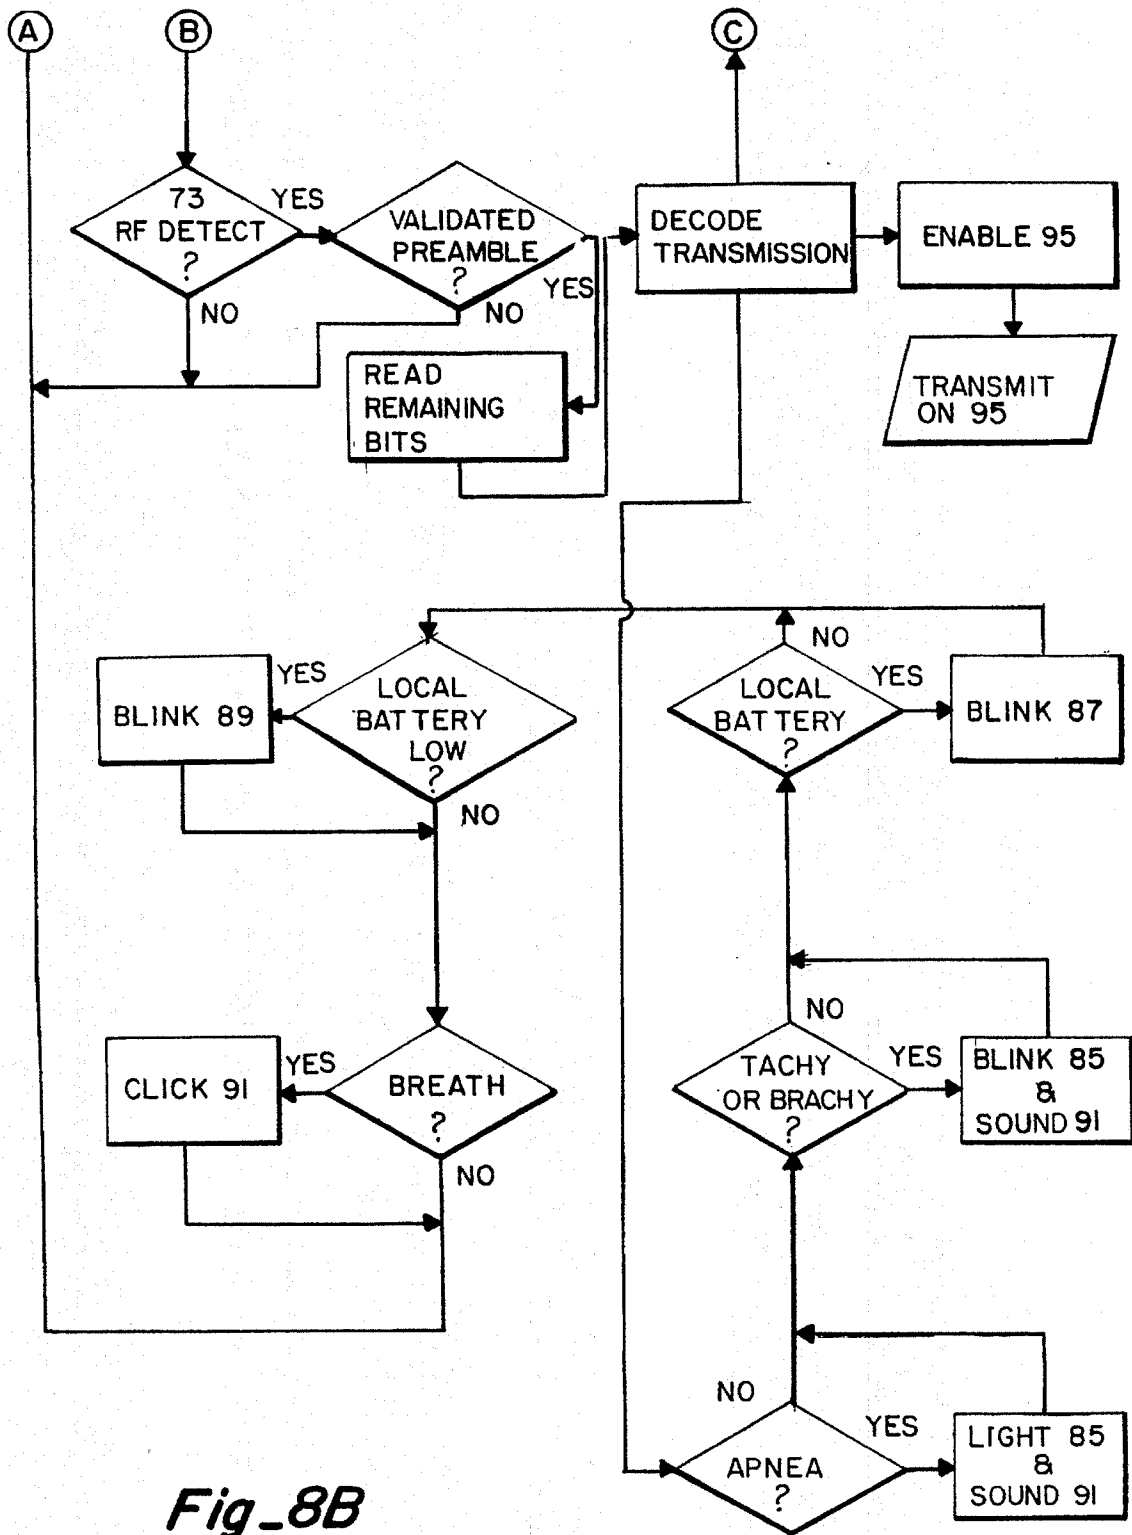 A
B
C
73
RF DETECT
?
YES
NO
VALIDATED
PREAMBLE
?
YES
NO
DECODE
TRANSMISSION
ENABLE 95
TRANSMIT
ON 95
READ
REMAINING
BITS
LOCAL
BATTERY
LOW
?
YES
NO
BLINK 89
LOCAL
BATTERY
?
NO
YES
BLINK 87
BREATH
?
YES
NO
CLICK 91
TACHY
OR BRACHY
?
NO
YES
BLINK 85
&
SOUND 91
APNEA
?
NO
YES
LIGHT 85
&
SOUND 91
Fig_8B